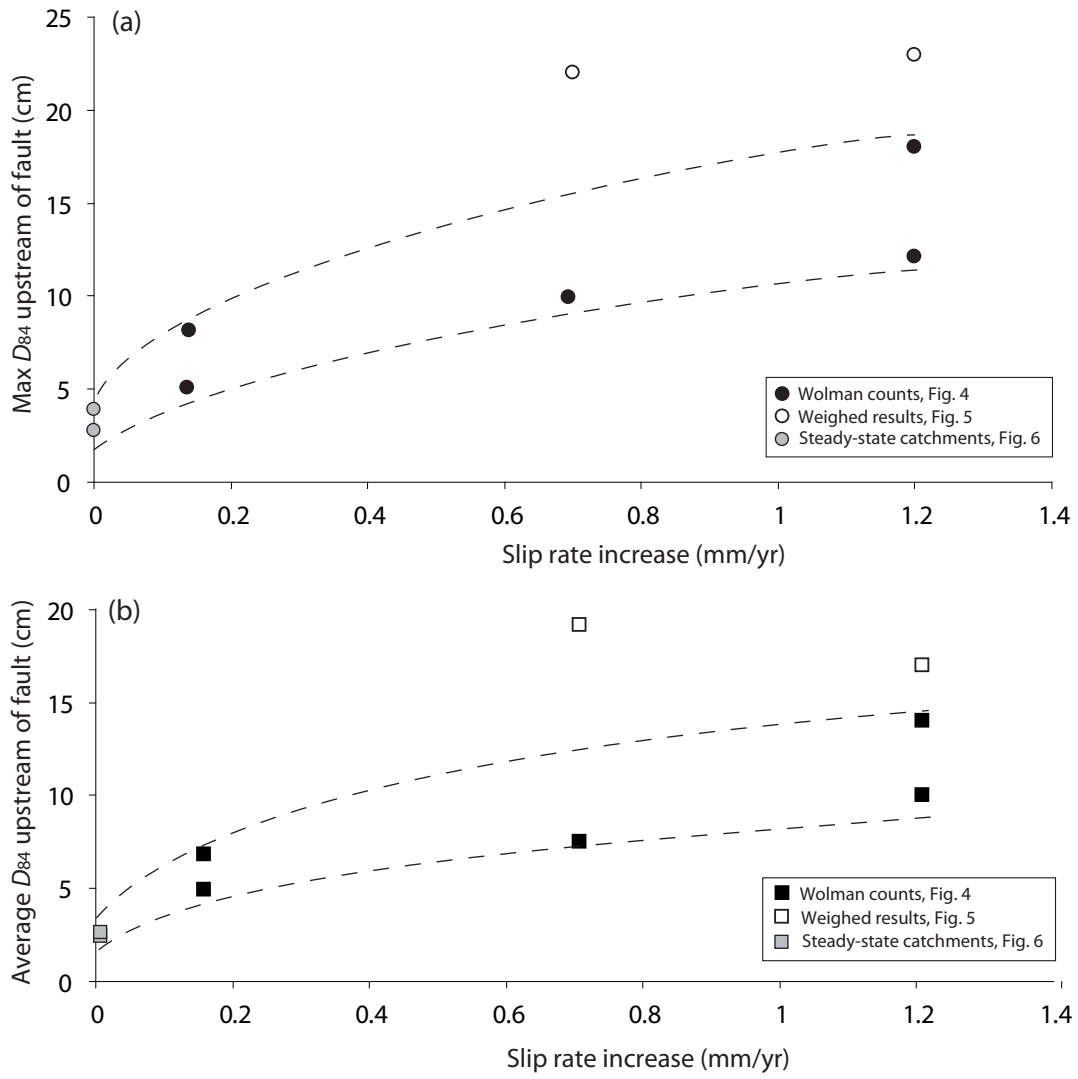 (a)
Max D84 upstream of fault (cm)
25
20
15
10
5
0
0 0.2 0.4 0.6 0.8 1 1.2 1.4
Slip rate increase (mm/yr)
Wolman counts, Fig. 4
Weighed results, Fig. 5
Steady-state catchments, Fig. 6
(b)
Average D84 upstream of fault (cm)
20
15
10
5
0
0 0.2 0.4 0.6 0.8 1 1.2 1.4
Slip rate increase (mm/yr)
Wolman counts, Fig. 4
Weighed results, Fig. 5
Steady-state catchments, Fig. 6